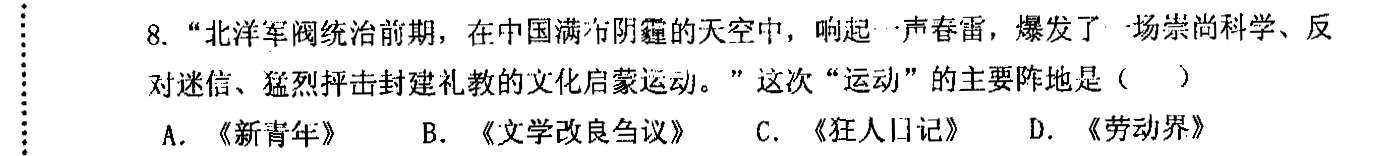 8. “北洋军阀统治前期，在中国满布阴霾的天空中，响起一声春雷，爆发了一场崇尚科学、反
对迷信、猛烈抨击封建礼教的文化启蒙运动。”这次“运动”的主要阵地是（　　）
A. 《新青年》　　B. 《文学改良刍议》　　C. 《狂人日记》　　D. 《劳动界》